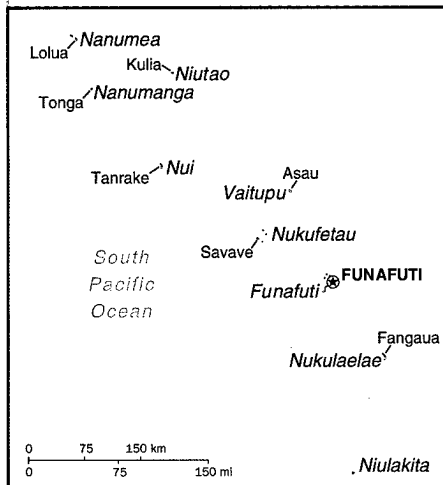 Nanumea
Lolua
Kulia
Niutao
Nanumanga
Tonga
Nui
Tanrake
Asau
Vaitupu
Nukufetau
Savave
South
Pacific
Ocean
FUNAFUTI
Funafuti
Fangaua
Nukulaelae
0 75 150 km
0 75 150 mi
Niulakita